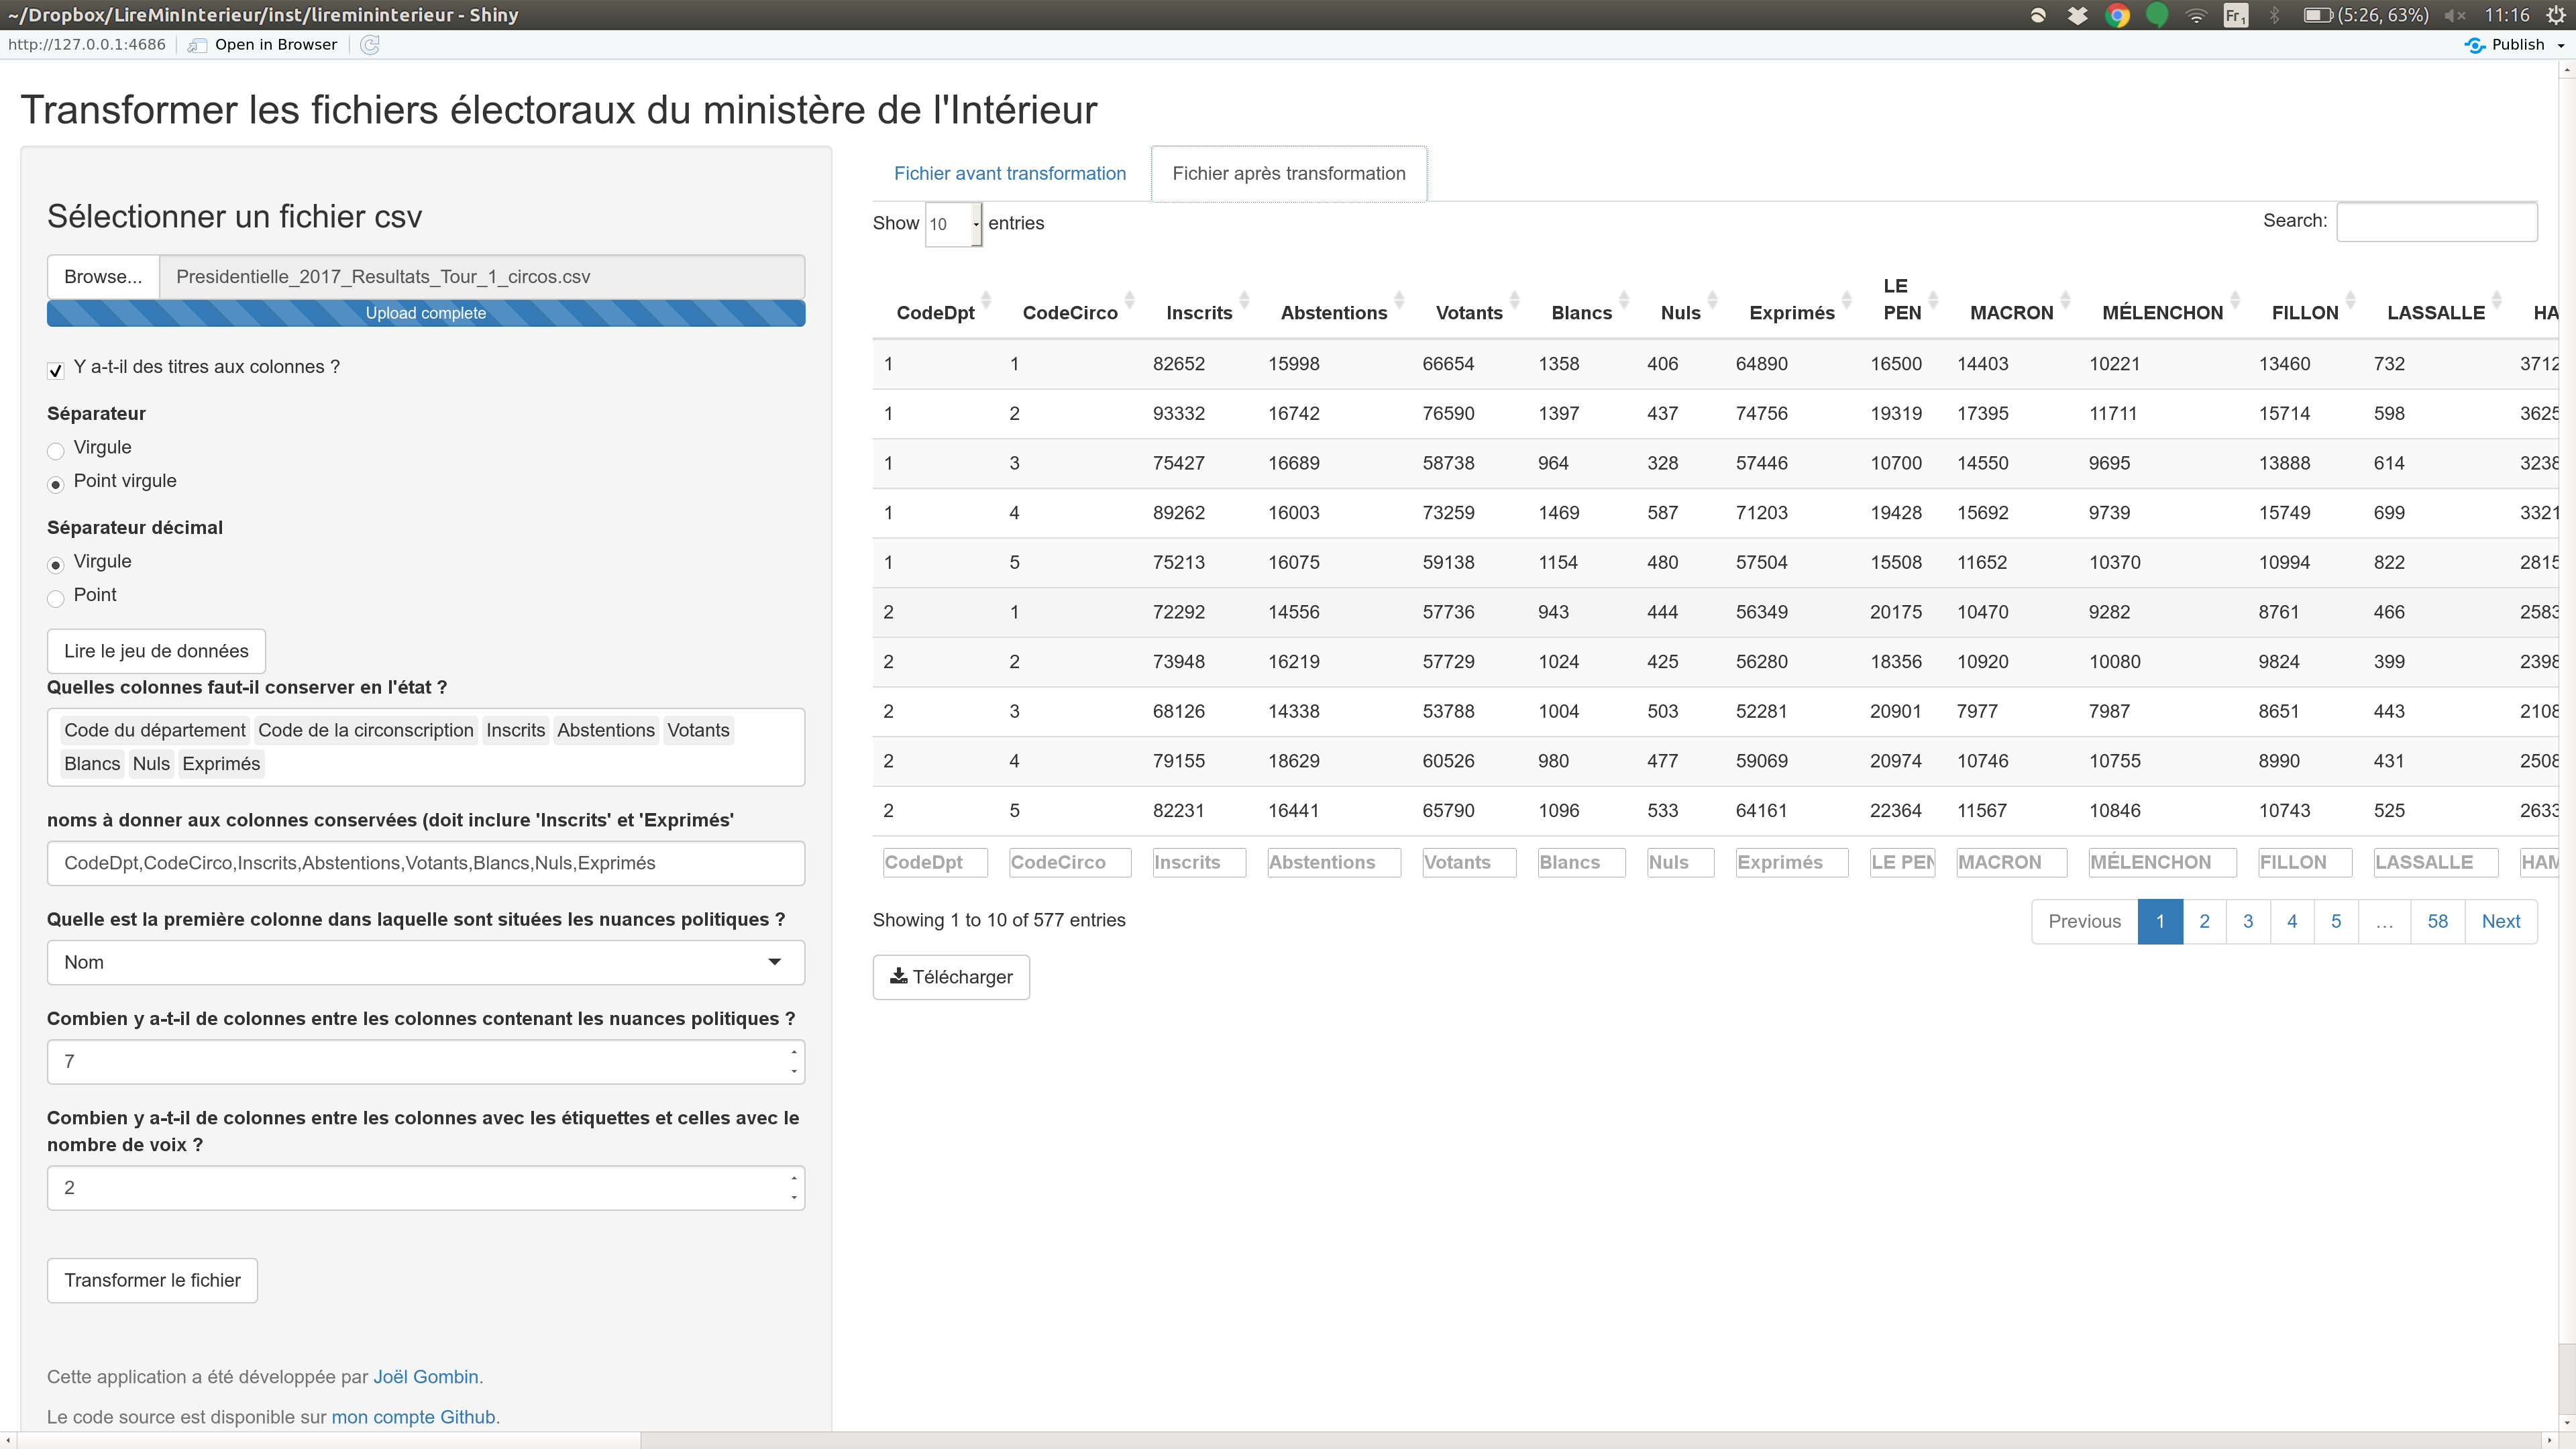 ~/Dropbox/LireMinInterieur/inst/liremininterieur - Shiny
Fr1
(5:26, 63%)
11:16
http://127.0.0.1:4686
Open in Browser
Publish
Transformer les fichiers électoraux du ministère de l'Intérieur
Sélectionner un fichier csv
Browse... Presidentielle_2017_Resultats_Tour_1_circos.csv
Upload complete
Y a-t-il des titres aux colonnes ?
Séparateur
Virgule
Point virgule
Séparateur décimal
Virgule
Point
Lire le jeu de données
Quelles colonnes faut-il conserver en l'état ?
Code du département Code de la circonscription Inscrits Abstentions Votants
Blancs Nuls Exprimés
noms à donner aux colonnes conservées (doit inclure 'Inscrits' et 'Exprimés'
CodeDpt,CodeCirco,Inscrits,Abstentions,Votants,Blancs,Nuls,Exprimés
Quelle est la première colonne dans laquelle sont situées les nuances politiques ?
Nom
Combien y a-t-il de colonnes entre les colonnes contenant les nuances politiques ?
7
Combien y a-t-il de colonnes entre les colonnes avec les étiquettes et celles avec le
nombre de voix ?
2
Transformer le fichier
Cette application a été développée par Joël Gombin.
Le code source est disponible sur mon compte Github.
Fichier avant transformation Fichier après transformation
Show 10 entries
Search:
CodeDpt CodeCirco Inscrits Abstentions Votants Blancs Nuls Exprimés LE PEN MACRON MÉLENCHON FILLON LASSALLE HA
1 1 82652 15998 66654 1358 406 64890 16500 14403 10221 13460 732 3712
1 2 93332 16742 76590 1397 437 74756 19319 17395 11711 15714 598 3625
1 3 75427 16689 58738 964 328 57446 10700 14550 9695 13888 614 3238
1 4 89262 16003 73259 1469 587 71203 19428 15692 9739 15749 699 3321
1 5 75213 16075 59138 1154 480 57504 15508 11652 10370 10994 822 2815
2 1 72292 14556 57736 943 444 56349 20175 10470 9282 8761 466 2583
2 2 73948 16219 57729 1024 425 56280 18356 10920 10080 9824 399 2398
2 3 68126 14338 53788 1004 503 52281 20901 7977 7987 8651 443 2108
2 4 79155 18629 60526 980 477 59069 20974 10746 10755 8990 431 2508
2 5 82231 16441 65790 1096 533 64161 22364 11567 10846 10743 525 2633
CodeDpt CodeCirco Inscrits Abstentions Votants Blancs Nuls Exprimés LE PEN MACRON MÉLENCHON FILLON LASSALLE HAM
Showing 1 to 10 of 577 entries
Previous 1 2 3 4 5 … 58 Next
Télécharger